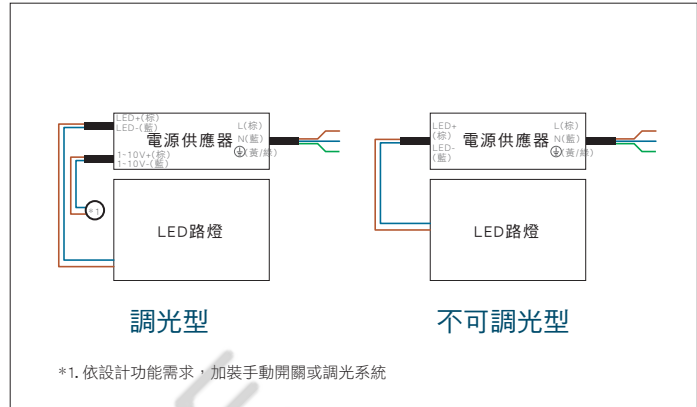 LED+(棕)
LED-(藍)
1-10V+(棕)
1-10V-(藍)
電源供應器
L(棕)
N(藍)
(黃/綠)
*1
LED路燈
調光型
LED+
(棕)
LED-
(藍)
電源供應器
L(棕)
N(藍)
(黃/綠)
LED路燈
不可調光型
*1. 依設計功能需求，加裝手動開關或調光系統